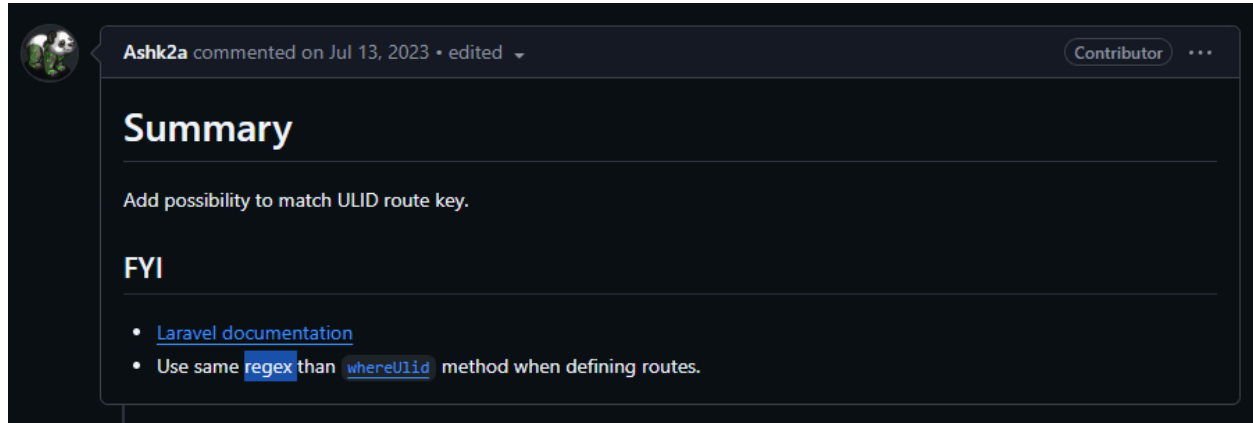 Ashk2a commented on Jul 13, 2023 • edited
Contributor
Summary
Add possibility to match ULID route key.
FYI
• Laravel documentation
• Use same regex than whereUlid method when defining routes.